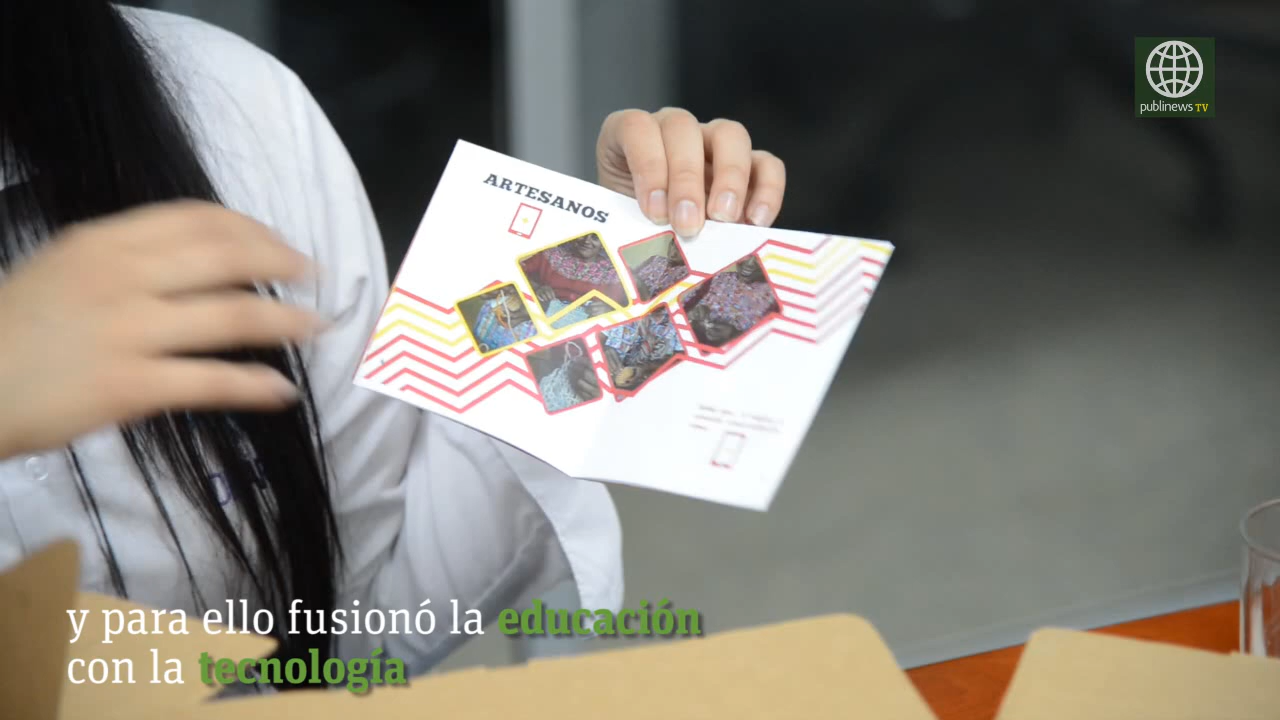 publinews TV
ARTESANOS
y para ello fusionó la educación
con la tecnología